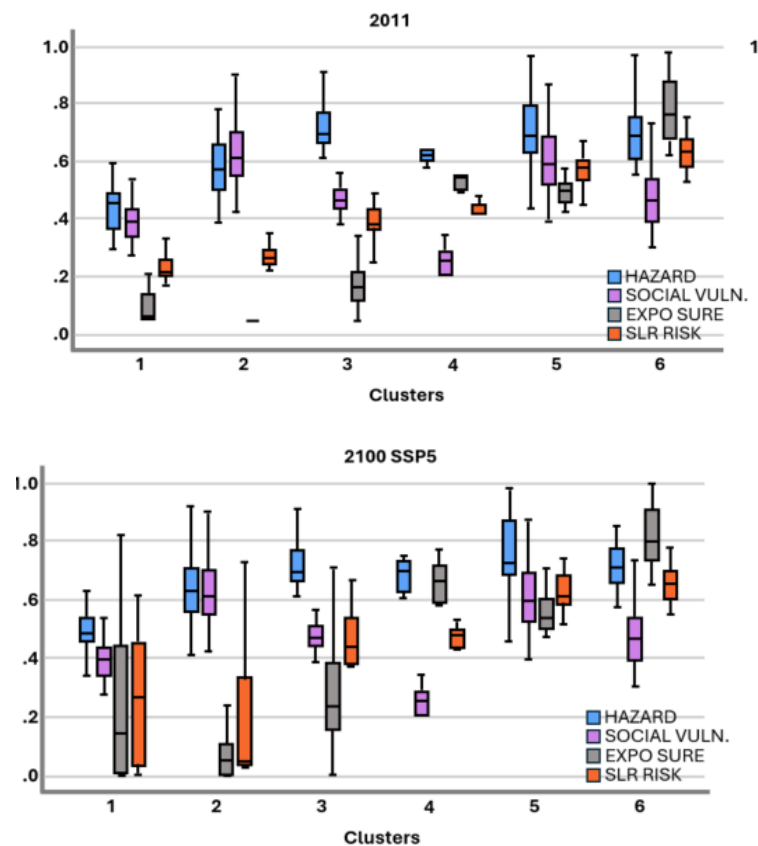 2011
1.0
1
.8
.6
.4
.2
.0
HAZARD
SOCIAL VULN.
EXPO SURE
SLR RISK
1 2 3 4 5 6
Clusters
2100 SSP5
1.0
.8
.6
.4
.2
.0
HAZARD
SOCIAL VULN.
EXPO SURE
SLR RISK
1 2 3 4 5 6
Clusters